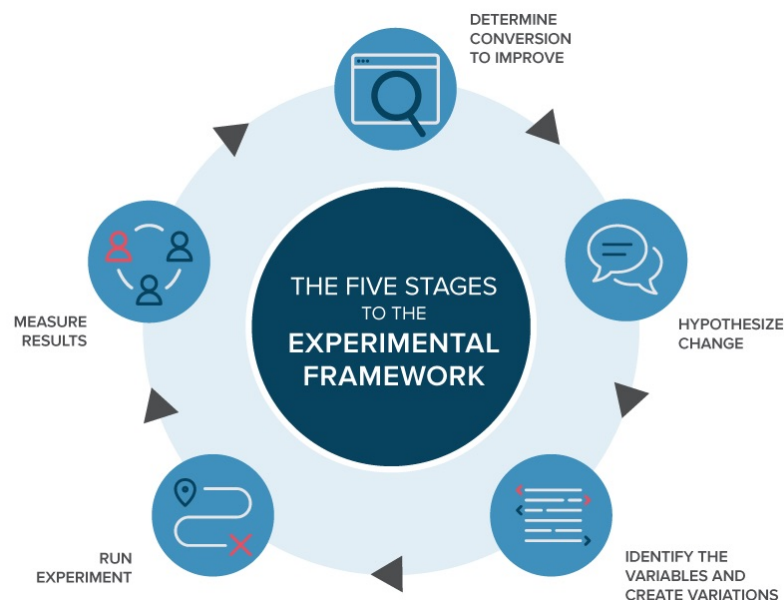 DETERMINE
CONVERSION
TO IMPROVE
THE FIVE STAGES
TO THE
EXPERIMENTAL
FRAMEWORK
HYPOTHESIZE
CHANGE
IDENTIFY THE
VARIABLES AND
CREATE VARIATIONS
RUN
EXPERIMENT
MEASURE
RESULTS